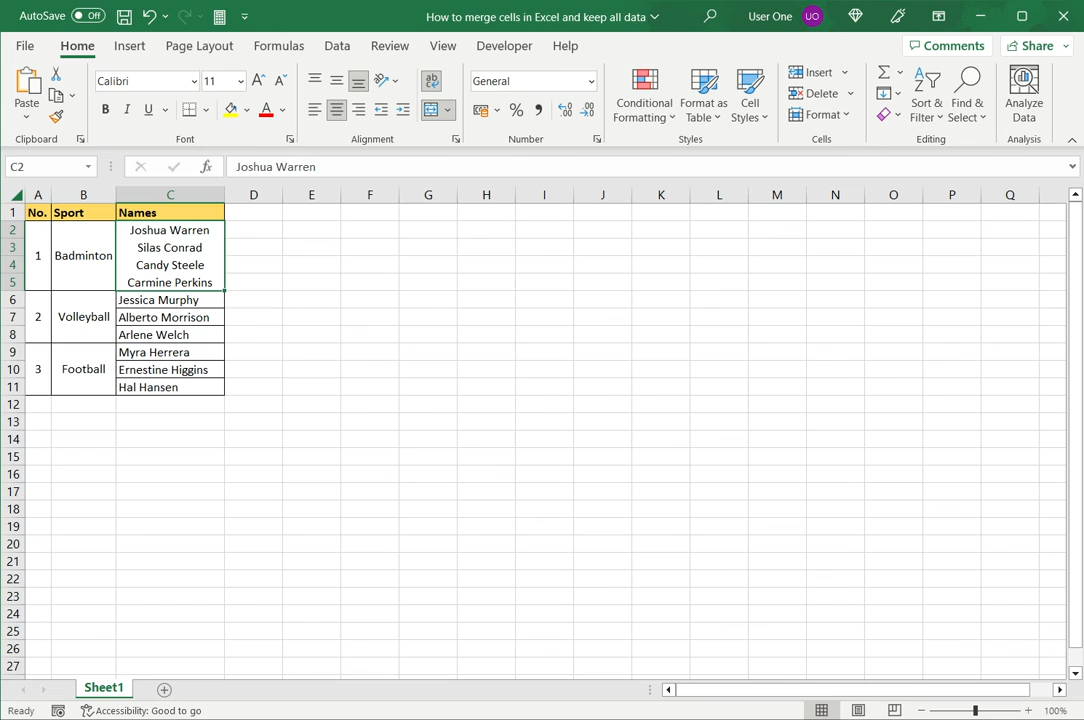 AutoSave Off How to merge cells in Excel and keep all data User One UO
File Home Insert Page Layout Formulas Data Review View Developer Help Comments Share
Paste Calibri 11 A A ab c General Conditional Formatting Format as Table Cell Styles Insert Delete Format Sort & Filter Find & Select Analyze Data
B I U A % 9 .00 .00
Clipboard Font Alignment Number Styles Cells Editing Analysis
C2 fx Joshua Warren
A B C D E F G H I J K L M N O P Q
1 No. Sport Names
2 Joshua Warren
3 Silas Conrad
1 Badminton
4 Candy Steele
5 Carmine Perkins
6 Jessica Murphy
7 2 Volleyball Alberto Morrison
8 Arlene Welch
9 Myra Herrera
10 3 Football Ernestine Higgins
11 Hal Hansen
12
13
14
15
16
17
18
19
20
21
22
23
24
25
26
27
Sheet1
Ready Accessibility: Good to go 100%